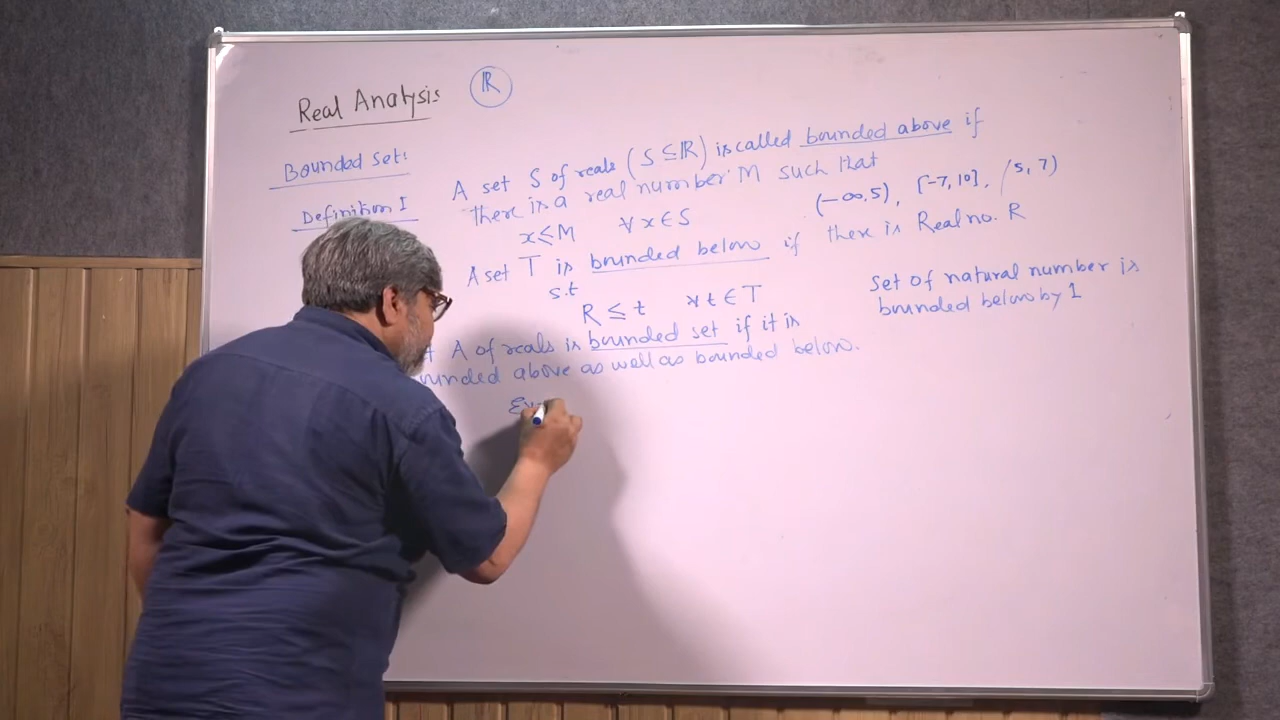 Real Analysis ℝ
Bounded set:
Definition I
A set S of reals (S ⊆ ℝ) is called bounded above if
there is a real number M such that
x ≤ M ∀ x ∈ S
(-∞, 5), [-7, 10], (5, 7)
A set T is bounded below if there is Real no. R
s.t
R ≤ t ∀ t ∈ T
Set of natural number is
bounded below by 1
A of reals is bounded set if it is
above as well as bounded below.